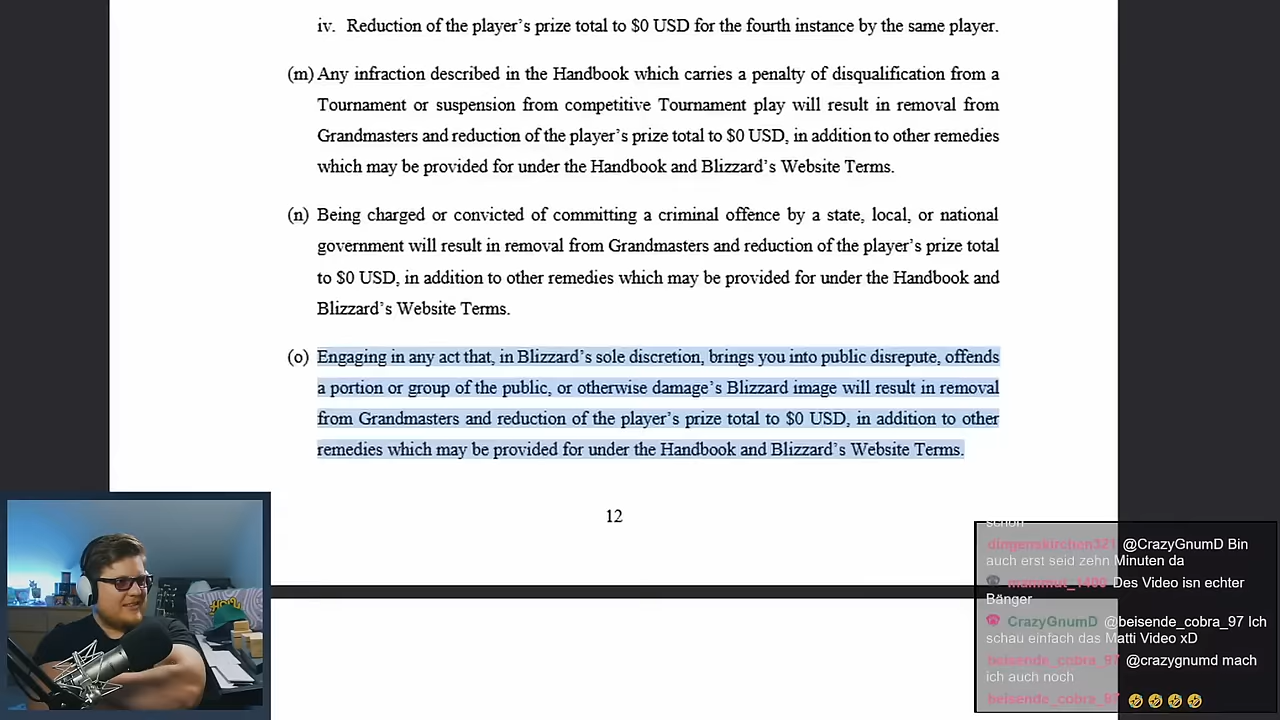 iv. Reduction of the player's prize total to $0 USD for the fourth instance by the same player.
(m) Any infraction described in the Handbook which carries a penalty of disqualification from a
Tournament or suspension from competitive Tournament play will result in removal from
Grandmasters and reduction of the player's prize total to $0 USD, in addition to other remedies
which may be provided for under the Handbook and Blizzard's Website Terms.
(n) Being charged or convicted of committing a criminal offence by a state, local, or national
government will result in removal from Grandmasters and reduction of the player's prize total
to $0 USD, in addition to other remedies which may be provided for under the Handbook and
Blizzard's Website Terms.
(o) Engaging in any act that, in Blizzard's sole discretion, brings you into public disrepute, offends
a portion or group of the public, or otherwise damage's Blizzard image will result in removal
from Grandmasters and reduction of the player's prize total to $0 USD, in addition to other
remedies which may be provided for under the Handbook and Blizzard's Website Terms.
12
schon
@CrazyGnumD Bin
auch erst seid zehn Minuten da
mammut_1409 Des Video isn echter
Bänger
CrazyGnumD @beisende_cobra_97 Ich
schau einfach das Matti Video xD
beisende_cobra_97 @crazygnumd mach
ich auch noch
beisende_cobra_97 🤣🤣🤣🤣